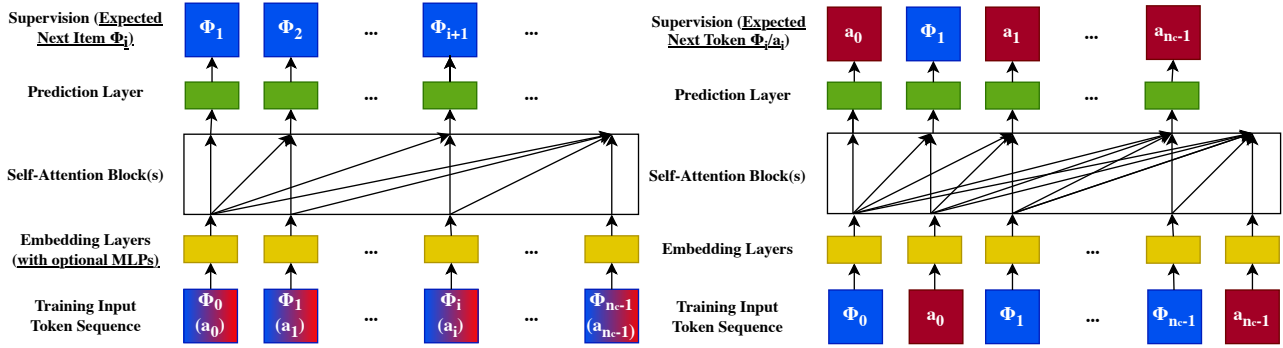 Supervision (Expected
Next Item Φi)
Φ1
Φ2
...
Φi+1
...
Prediction Layer
...
...
Self-Attention Block(s)
Embedding Layers
(with optional MLPs)
...
...
Training Input
Token Sequence
Φ0
(a0)
Φ1
(a1)
...
Φi
(ai)
...
Φnc-1
(anc-1)
Supervision (Expected
Next Token Φi/ai)
a0
Φ1
a1
...
anc-1
Prediction Layer
...
Self-Attention Block(s)
Embedding Layers
...
Training Input
Token Sequence
Φ0
a0
Φ1
...
Φnc-1
anc-1